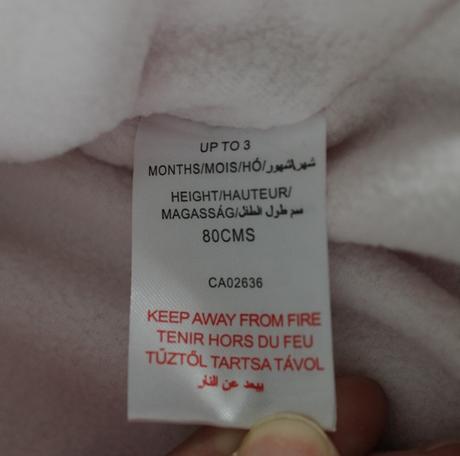 UP TO 3
MONTHS/MOIS/HÓ/شهر/شهور
HEIGHT/HAUTEUR/
MAGASSÁG/سم طول الطفل
80CMS
CA02636
KEEP AWAY FROM FIRE
TENIR HORS DU FEU
TŰZTŐL TARTSA TÁVOL
يبعد عن النار